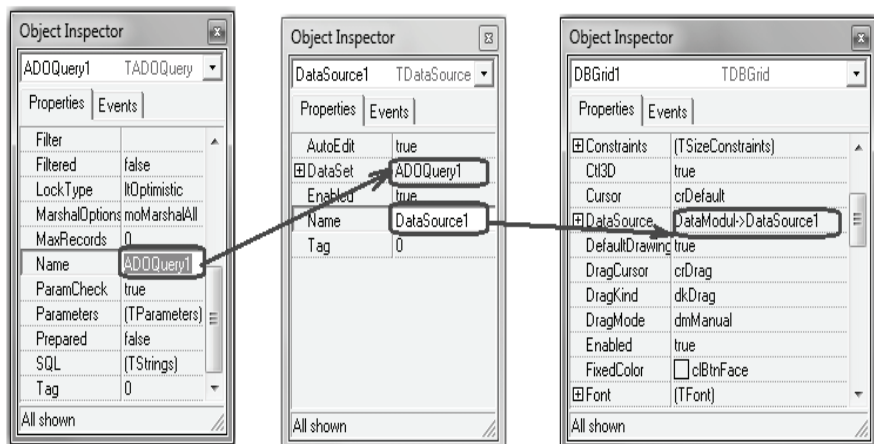 Object Inspector
ADOQuery1 TADOQuery
Properties Events
Filter
Filtered false
LockType ltOptimistic
MarshalOptions moMarshalAll
MaxRecords 0
Name ADOQuery1
ParamCheck true
Parameters (TParameters)
Prepared false
SQL (TStrings)
Tag 0
All shown
Object Inspector
DataSource1 TDataSource
Properties Events
AutoEdit true
DataSet ADOQuery1
Enabled true
Name DataSource1
Tag 0
All shown
Object Inspector
DBGrid1 TDBGrid
Properties Events
Constraints (TSizeConstraints)
Ctl3D true
Cursor crDefault
DataSource DataModul->DataSource1
DefaultDrawing true
DragCursor crDrag
DragKind dkDrag
DragMode dmManual
Enabled true
FixedColor clBtnFace
Font (TFont)
All shown